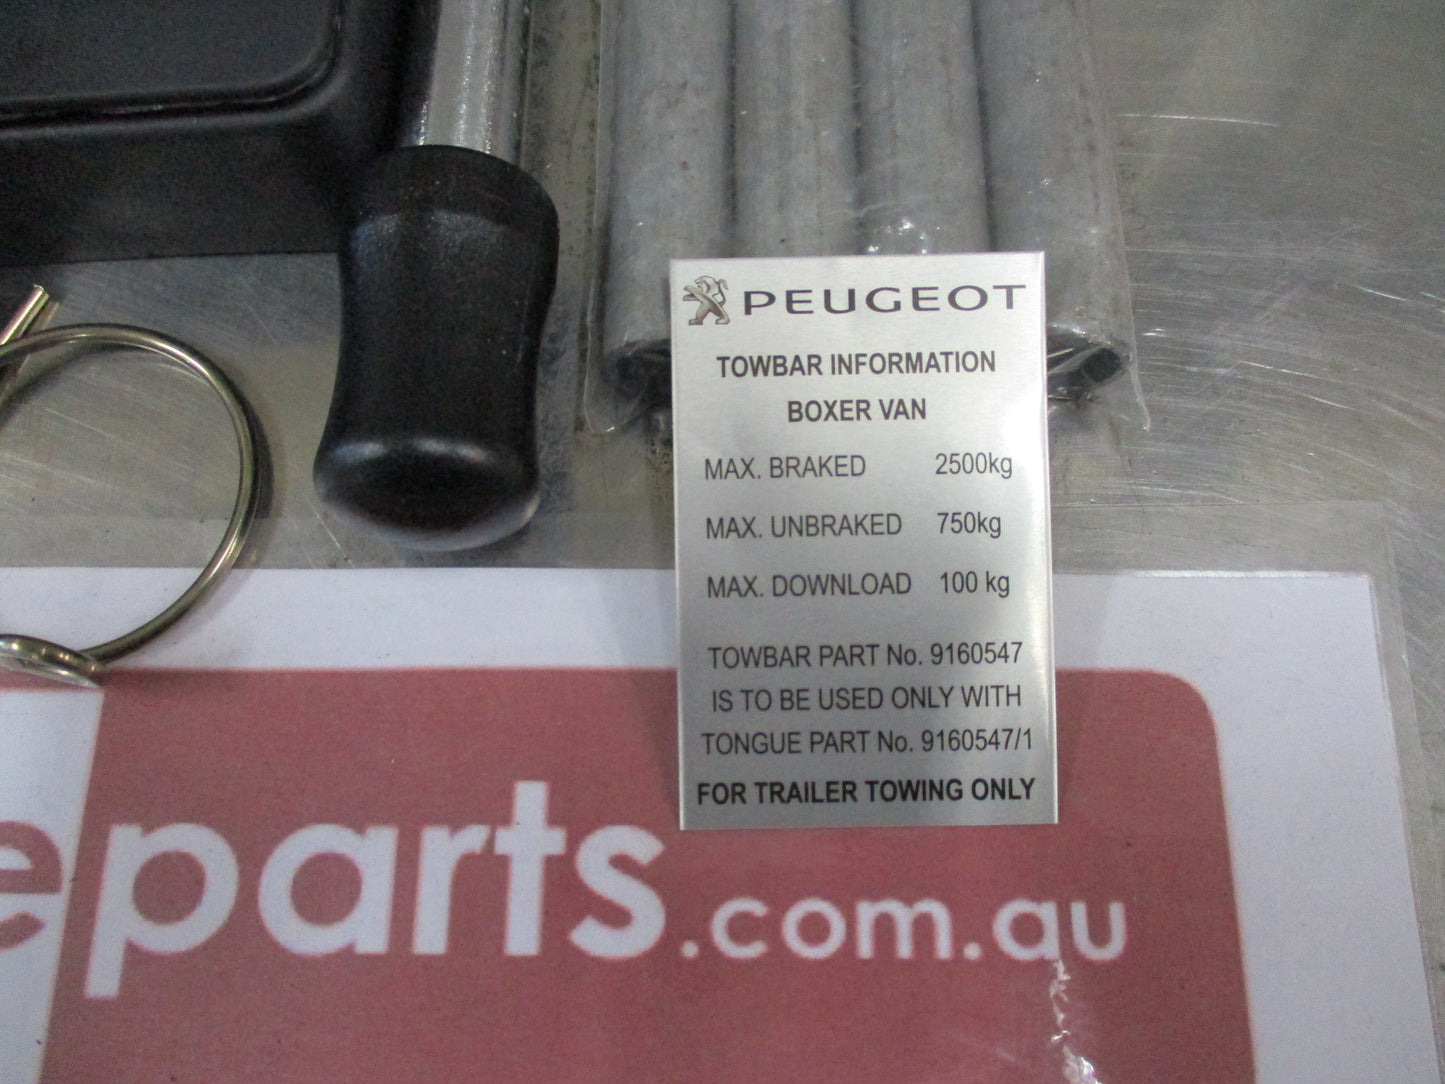 PEUGEOT
TOWBAR INFORMATION
BOXER VAN
MAX. BRAKED 2500kg
MAX. UNBRAKED 750kg
MAX. DOWNLOAD 100 kg
TOWBAR PART No. 9160547
IS TO BE USED ONLY WITH
TONGUE PART No. 9160547/1
FOR TRAILER TOWING ONLY
eparts.com.au